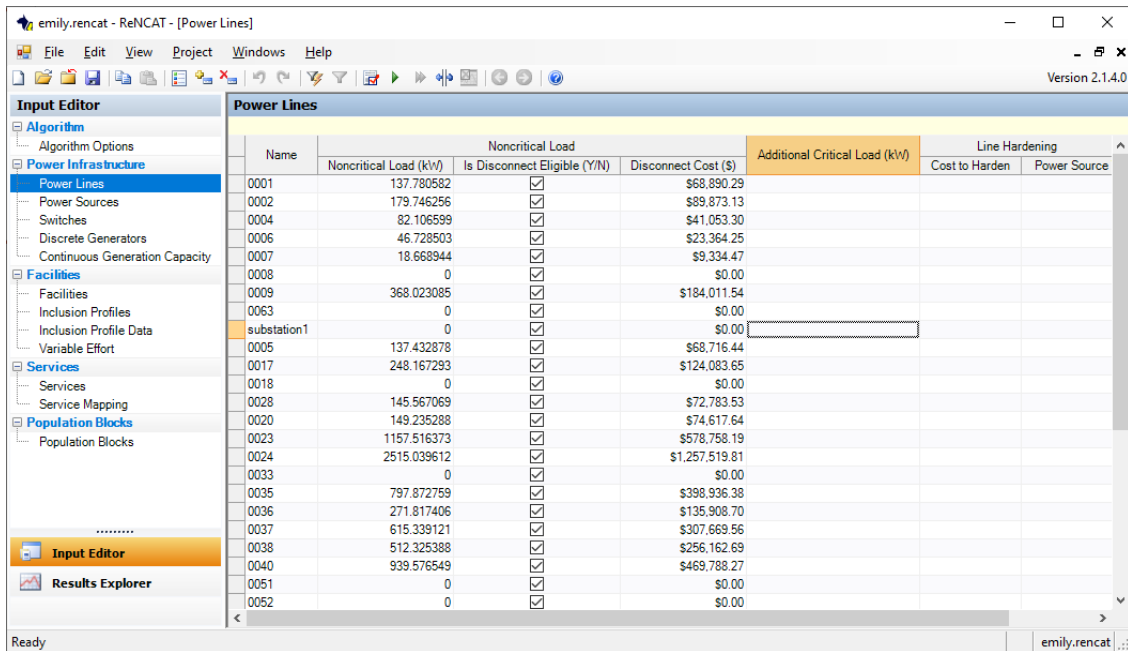 emily.rencat - ReNCAT - [Power Lines]
File Edit View Project Windows Help
Version 2.1.4.0
Input Editor
Algorithm
Algorithm Options
Power Infrastructure
Power Lines
Power Sources
Switches
Discrete Generators
Continuous Generation Capacity
Facilities
Facilities
Inclusion Profiles
Inclusion Profile Data
Variable Effort
Services
Services
Service Mapping
Population Blocks
Population Blocks
Input Editor
Results Explorer
Power Lines
Name Noncritical Load Additional Critical Load (kW) Line Hardening
Noncritical Load (kW) Is Disconnect Eligible (Y/N) Disconnect Cost ($) Cost to Harden Power Source
0001 137.780582 $68,890.29
0002 179.746256 $89,873.13
0004 82.106599 $41,053.30
0006 46.728503 $23,364.25
0007 18.668944 $9,334.47
0008 0 $0.00
0009 368.023085 $184,011.54
0063 0 $0.00
substation1 0 $0.00
0005 137.432878 $68,716.44
0017 248.167293 $124,083.65
0018 0 $0.00
0028 145.567069 $72,783.53
0020 149.235288 $74,617.64
0023 1157.516373 $578,758.19
0024 2515.039612 $1,257,519.81
0033 0 $0.00
0035 797.872759 $398,936.38
0036 271.817406 $135,908.70
0037 615.339121 $307,669.56
0038 512.325388 $256,162.69
0040 939.576549 $469,788.27
0051 0 $0.00
0052 0 $0.00
Ready emily.rencat